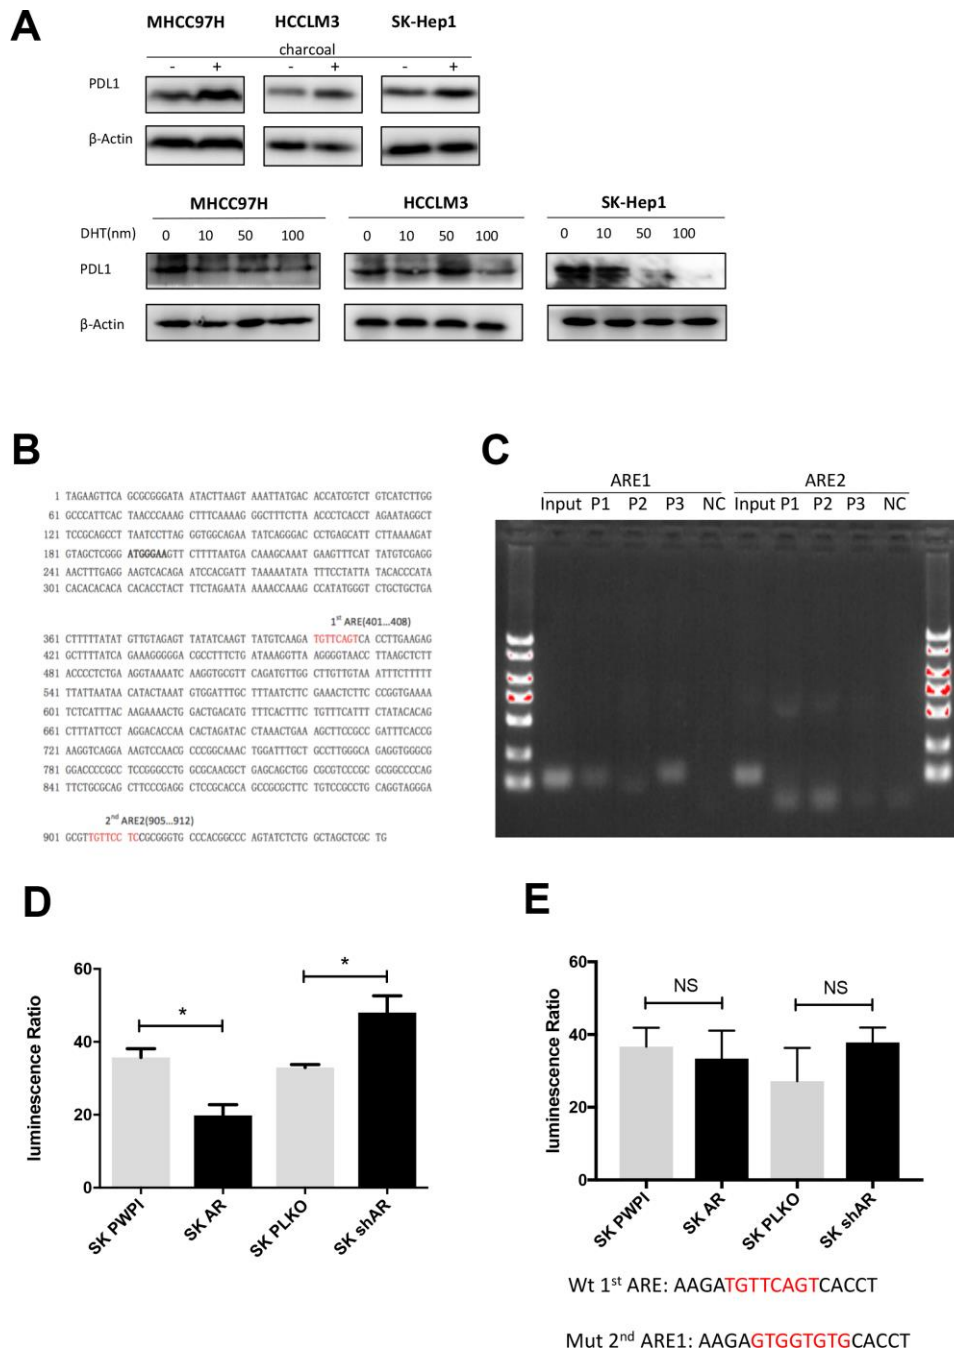 A
MHCC97H HCCLM3 SK-Hep1
charcoal
- + - + - +
PDL1
β-Actin
MHCC97H HCCLM3 SK-Hep1
DHT(nm) 0 10 50 100 0 10 50 100 0 10 50 100
PDL1
β-Actin
B
1 TAGAAGTTCA GCGCGGGATA AATACTTAAGT AAATTATGAC ACCATCGTCT GTCATCTTGG
61 GCCCATTCAC TAACCCAAAG CTTTCAAAAG GGCTTTCTTA ACCCTCACCT AGAATAGGCT
121 TCCGCAGCCT TAATCCTTAG GGTGGCAGAA TATCAGGGAC CCTGAGCATT CTTAAAAGAT
181 GTAGCTCGGG ATGGGAAGTT CTTTTAATGA CAAAGCAAAT GAAGTTTCAT TATGTCGAGG
241 AACTTTGAGG AAGTCACAGA ATCCACGATT TAAAAATATA TTTCCTATTA TACACCCATA
301 CACACACACA CACACCTACT TTCTAGAATA AAAACCAAAG CCATATGGGT CTGCTGCTGA
1st ARE(401...408)
361 CTTTTTATAT GTTGTAGAGT TATATCAAGT TATGTCAAGA TGTTCAGTCA CCTTGAAGAG
421 GCTTTTATCA GAAAGGGGGA CGCCTTTCTG ATAAAGGTTA AGGGGTAACC TTAAGCTCTT
481 ACCCCTCTGA AGGTAAAATC AAGGTGCGTT CAGATGTTGG CTTGTTGTAA ATTTCTTTTT
541 TTATTAATAA CATACTAAAT GTGGATTTGC TTTAATCTTC GAAACTCTTC CCGGTGAAAA
601 TCTCATTTAC AAGAAAACTG GACTGACATG TTTCACTTTC TGTTTCATTT CTATACACAG
661 CTTTATTCCT AGGACACCAA CACTAGATAC CTAAACTGAA AGCTTCCGCC GATTTCACCG
721 AAGGTCAGGA AAGTCCAACG CCCGGCAAAC TGGATTTGCT GCCTTGGGCA GAGGTGGGCG
781 GGACCCCGCC TCCGGGCCTG GCGCAACGCT GAGCAGCTGG CGCGTCCCGC GCGGCCCCAG
841 TTCTGCGCAG CTTCCCGAGG CTCCGCACCA GCCGCGCTTC TGTCCGCCTG CAGGTAGGGA
2nd ARE2(905...912)
901 GCGTTGTTCC TCCGCGGGTG CCCACGGCCC AGTATCTCTG GCTAGCTCGC TG
C
ARE1 ARE2
Input P1 P2 P3 NC Input P1 P2 P3 NC
D
luminescence Ratio
60
40
20
0
* *
SK PWPI SK AR SK PLKO SK shAR
E
luminescence Ratio
60
40
20
0
NS NS
SK PWPI SK AR SK PLKO SK shAR
Wt 1st ARE: AAGATGTTCAGTCACCT
Mut 2nd ARE1: AAGAGTGGTGTGCACCT